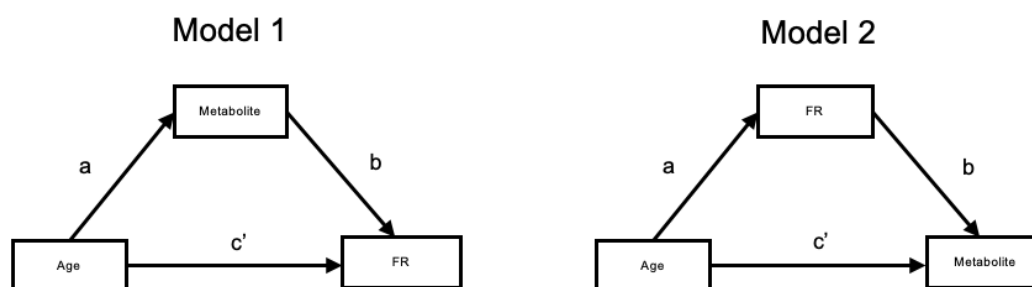 Model 1
Metabolite
a
b
c'
Age
FR
Model 2
FR
a
b
c'
Age
Metabolite